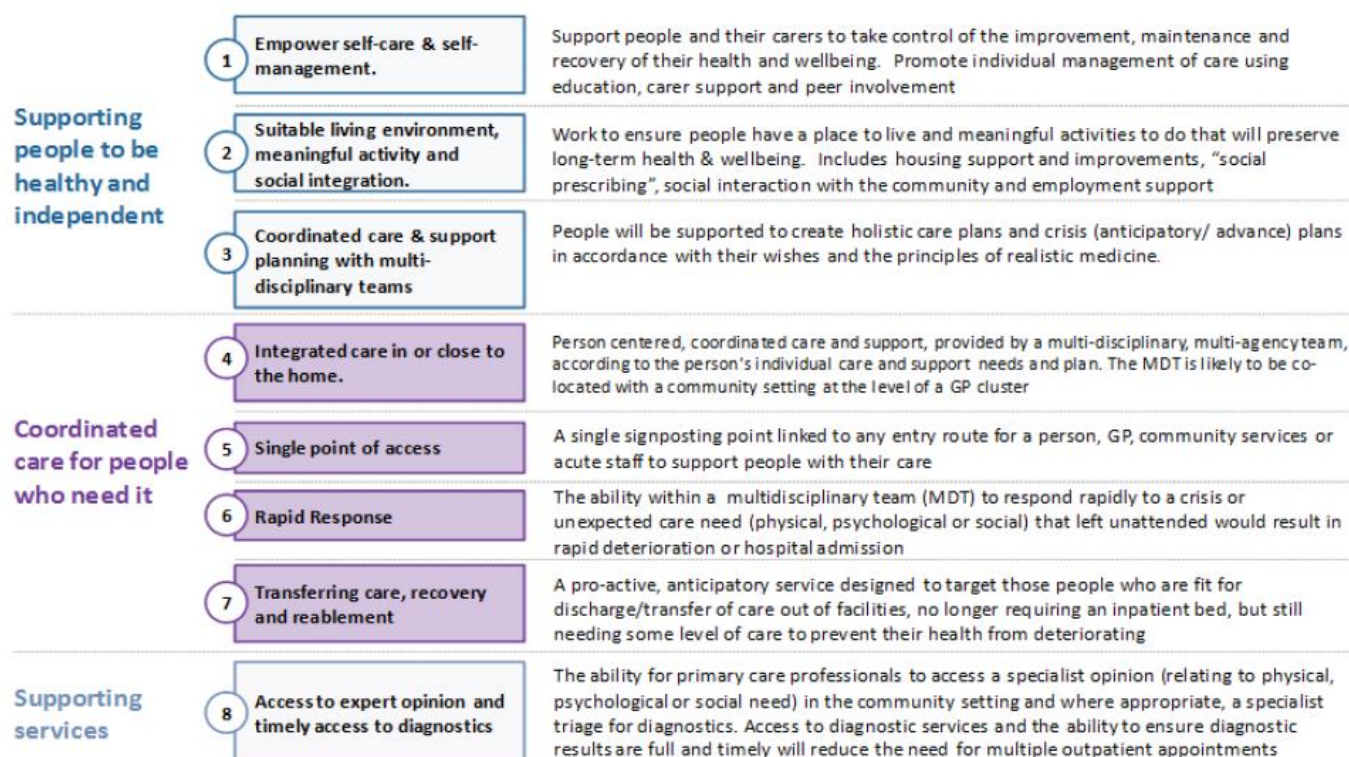 Supporting
people to be
healthy and
independent
1
Empower self-care & self-
management.
Support people and their carers to take control of the improvement, maintenance and
recovery of their health and wellbeing. Promote individual management of care using
education, carer support and peer involvement
2
Suitable living environment,
meaningful activity and
social integration.
Work to ensure people have a place to live and meaningful activities to do that will preserve
long-term health & wellbeing. Includes housing support and improvements, “social
prescribing”, social interaction with the community and employment support
3
Coordinated care & support
planning with multi-
disciplinary teams
People will be supported to create holistic care plans and crisis (anticipatory/ advance) plans
in accordance with their wishes and the principles of realistic medicine.
Coordinated
care for people
who need it
4
Integrated care in or close to
the home.
Person centered, coordinated care and support, provided by a multi-disciplinary, multi-agency team,
according to the person's individual care and support needs and plan. The MDT is likely to be co-
located with a community setting at the level of a GP cluster
5
Single point of access
A single signposting point linked to any entry route for a person, GP, community services or
acute staff to support people with their care
6
Rapid Response
The ability within a multidisciplinary team (MDT) to respond rapidly to a crisis or
unexpected care need (physical, psychological or social) that left unattended would result in
rapid deterioration or hospital admission
7
Transferring care, recovery
and reablement
A pro-active, anticipatory service designed to target those people who are fit for
discharge/transfer of care out of facilities, no longer requiring an inpatient bed, but still
needing some level of care to prevent their health from deteriorating
Supporting
services
8
Access to expert opinion and
timely access to diagnostics
The ability for primary care professionals to access a specialist opinion (relating to physical,
psychological or social need) in the community setting and where appropriate, a specialist
triage for diagnostics. Access to diagnostic services and the ability to ensure diagnostic
results are full and timely will reduce the need for multiple outpatient appointments